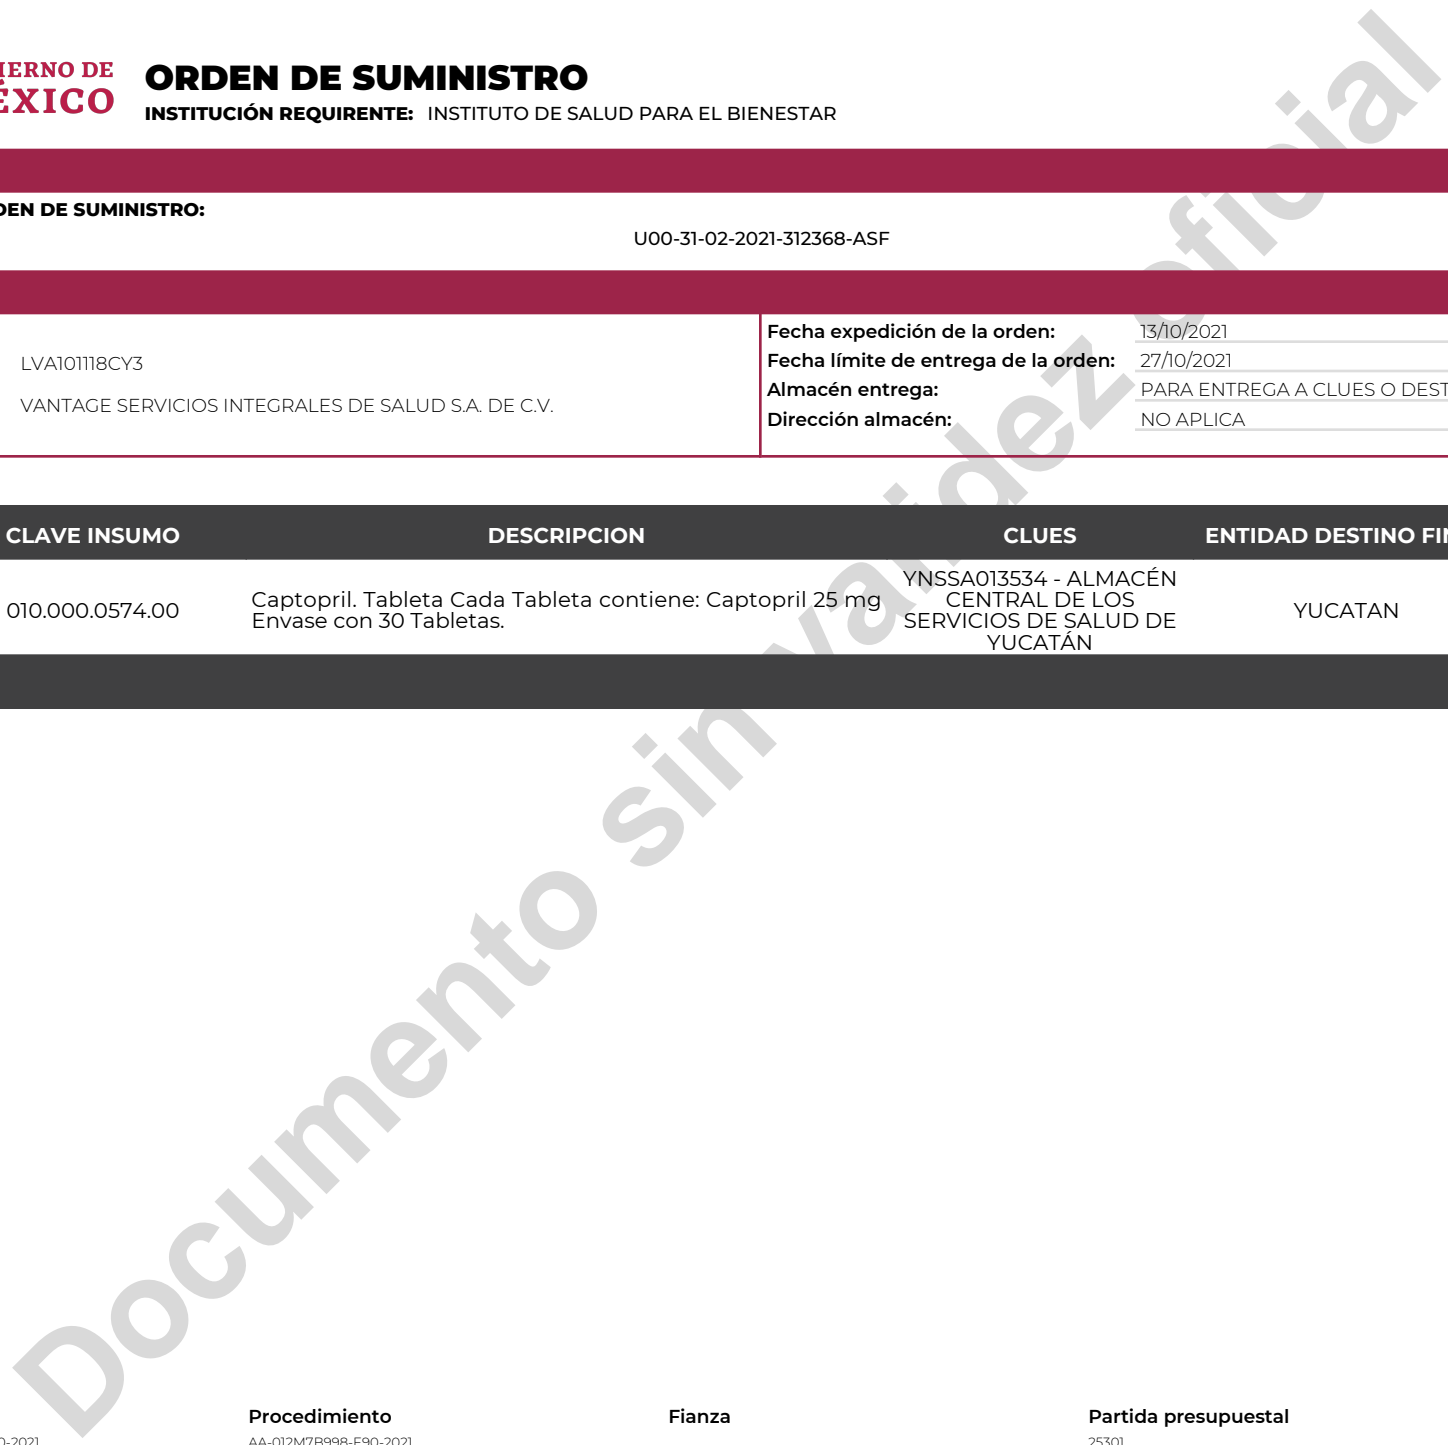 ORDEN DE SUMINISTRO
INSTITUCIÓN REQUIRENTE: INSTITUTO DE SALUD PARA EL BIENESTAR
DE
DE SUMINISTRO:
U00-31-02-2021-312368-ASF
LVA101118CY3
VANTAGE SERVICIOS INTEGRALES DE SALUD S.A. DE C.V.
Fecha expedición de la orden: 13/10/2021
Fecha límite de entrega de la orden: 27/10/2021
Almacén entrega: PARA ENTREGA A CLUES O
Dirección almacén: NO APLICA
CLAVE INSUMO DESCRIPCION CLUES ENTIDAD DESTINO
010.000.0574.00
Captopril. Tableta Cada Tableta contiene: Captopril 25 mg
Envase con 30 Tabletas.
YNSSA013534 - ALMACÉN
CENTRAL DE LOS
SERVICIOS DE SALUD DE
YUCATÁN
YUCATAN
Documento sin validez oficial
Procedimiento Fianza Partida presupuestal
AA-012M7B998-E90-2021 25301